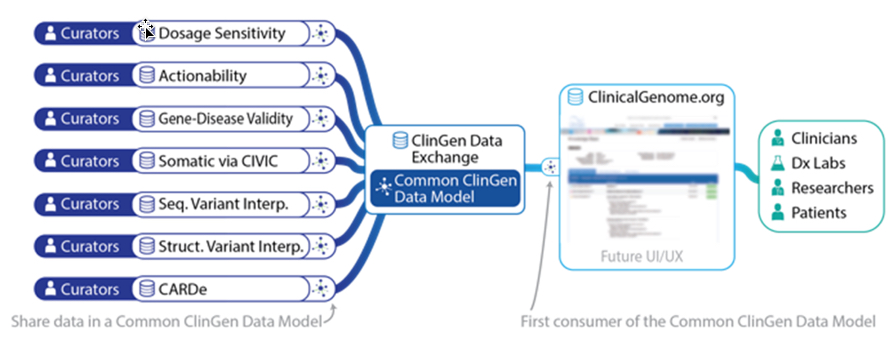 Curators Dosage Sensitivity
Curators Actionability
Curators Gene-Disease Validity
Curators Somatic via CIVIC
Curators Seq. Variant Interp.
Curators Struct. Variant Interp.
Curators CARDe
Share data in a Common ClinGen Data Model
ClinGen Data
Exchange
Common ClinGen
Data Model
ClinicalGenome.org
Future UI/UX
First consumer of the Common ClinGen Data Model
Clinicians
Dx Labs
Researchers
Patients